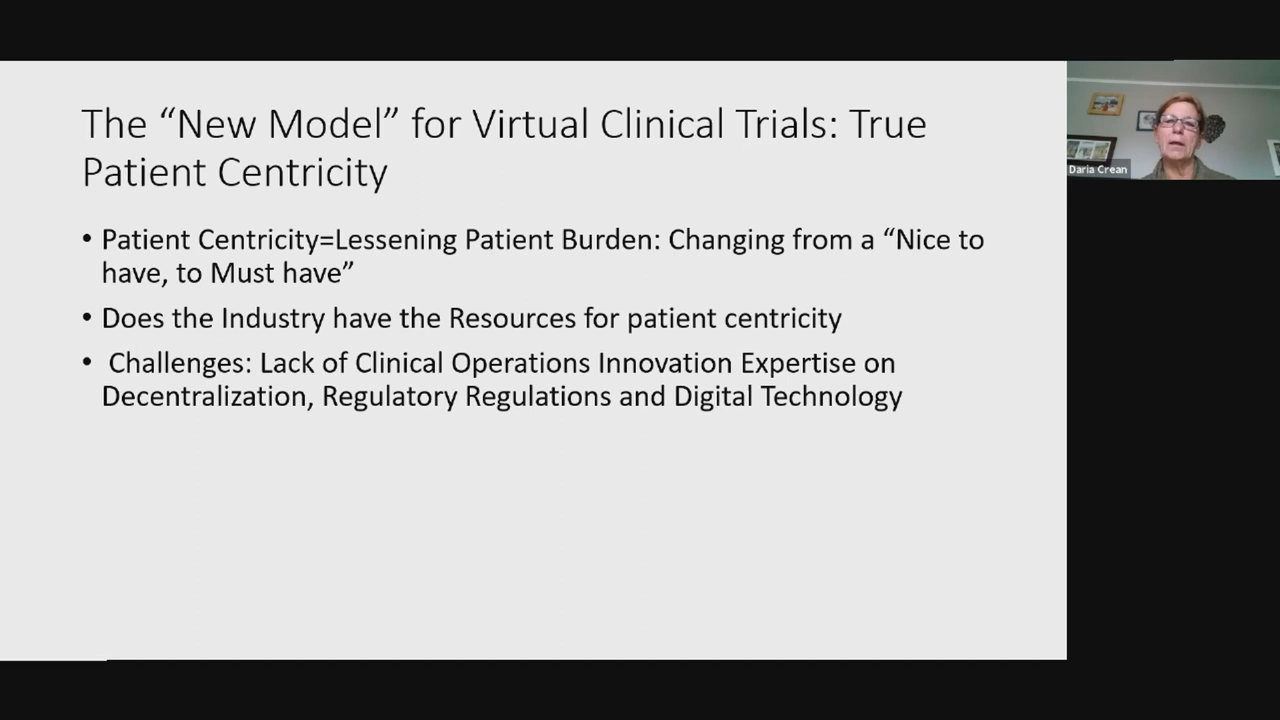 The “New Model” for Virtual Clinical Trials: True
Patient Centricity
• Patient Centricity=Lessening Patient Burden: Changing from a “Nice to
have, to Must have”
• Does the Industry have the Resources for patient centricity
• Challenges: Lack of Clinical Operations Innovation Expertise on
Decentralization, Regulatory Regulations and Digital Technology
Daria Crean